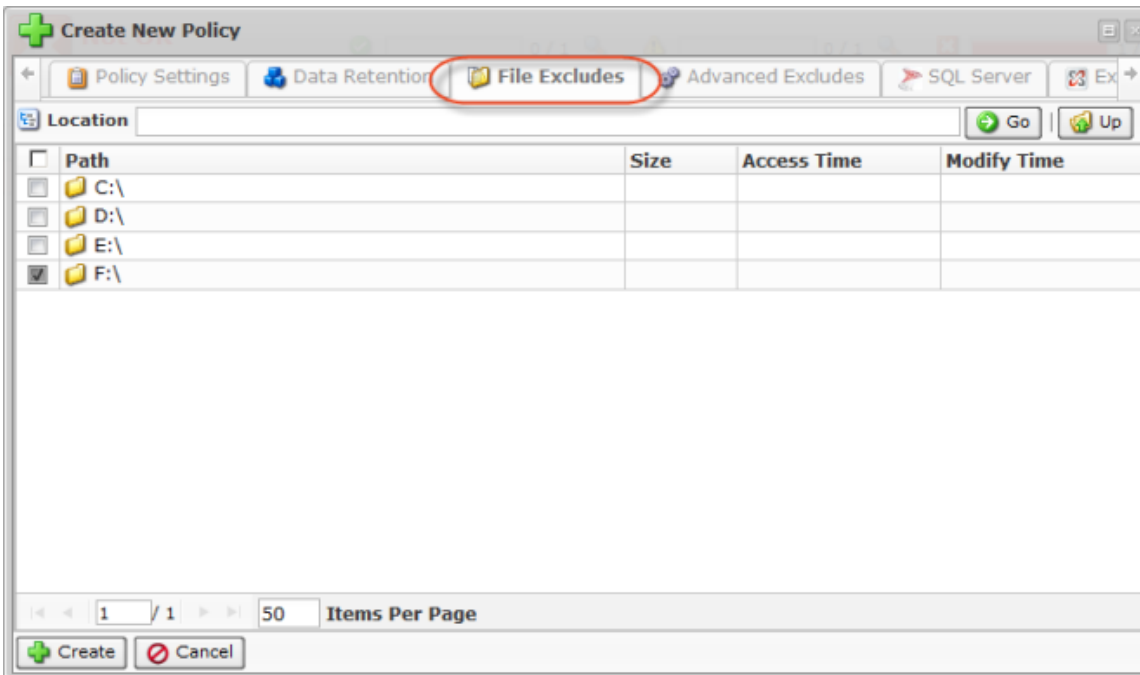 Create New Policy
Policy Settings Data Retention File Excludes Advanced Excludes SQL Server Ex
Location Go Up
Path Size Access Time Modify Time
C:\
D:\
E:\
F:\
1 / 1 50 Items Per Page
Create Cancel